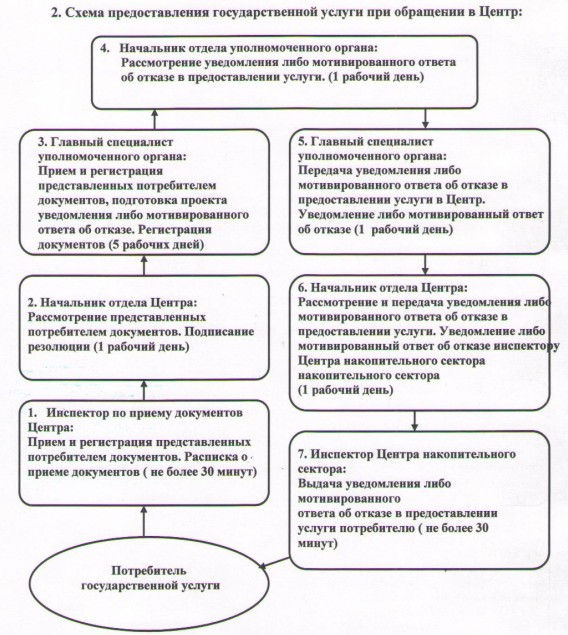 2. Схема предоставления государственной услуги при обращении в Центр:
4. Начальник отдела уполномоченного органа:
Рассмотрение уведомления либо мотивированного ответа
об отказе в предоставлении услуги. (1 рабочий день)
3. Главный специалист
уполномоченного органа:
Прием и регистрация
представленных потребителем
документов, подготовка проекта
уведомления либо мотивированного
ответа об отказе. Регистрация
документов (5 рабочих дней)
5. Главный специалист
уполномоченного органа:
Передача уведомления либо
мотивированного ответа об отказе в
предоставлении услуги в Центр.
Уведомление либо мотивированный ответ
об отказе (1 рабочий день)
2. Начальник отдела Центра:
Рассмотрение представленных
потребителем документов. Подписание
резолюции (1 рабочий день)
6. Начальник отдела Центра:
Рассмотрение и передача уведомления либо
мотивированного ответа об отказе в
предоставлении услуги. Уведомление либо
мотивированный ответ об отказе инспектору
Центра накопительного сектора
накопительного сектора
(1 рабочий день)
1. Инспектор по приему документов
Центра:
Прием и регистрация представленных
потребителем документов. Расписка о
приеме документов ( не более 30 минут)
7. Инспектор Центра накопительного
сектора:
Выдача уведомления либо
мотивированного
ответа об отказе в предоставлении
услуги потребителю ( не более 30
минут)
Потребитель
государственной услуги